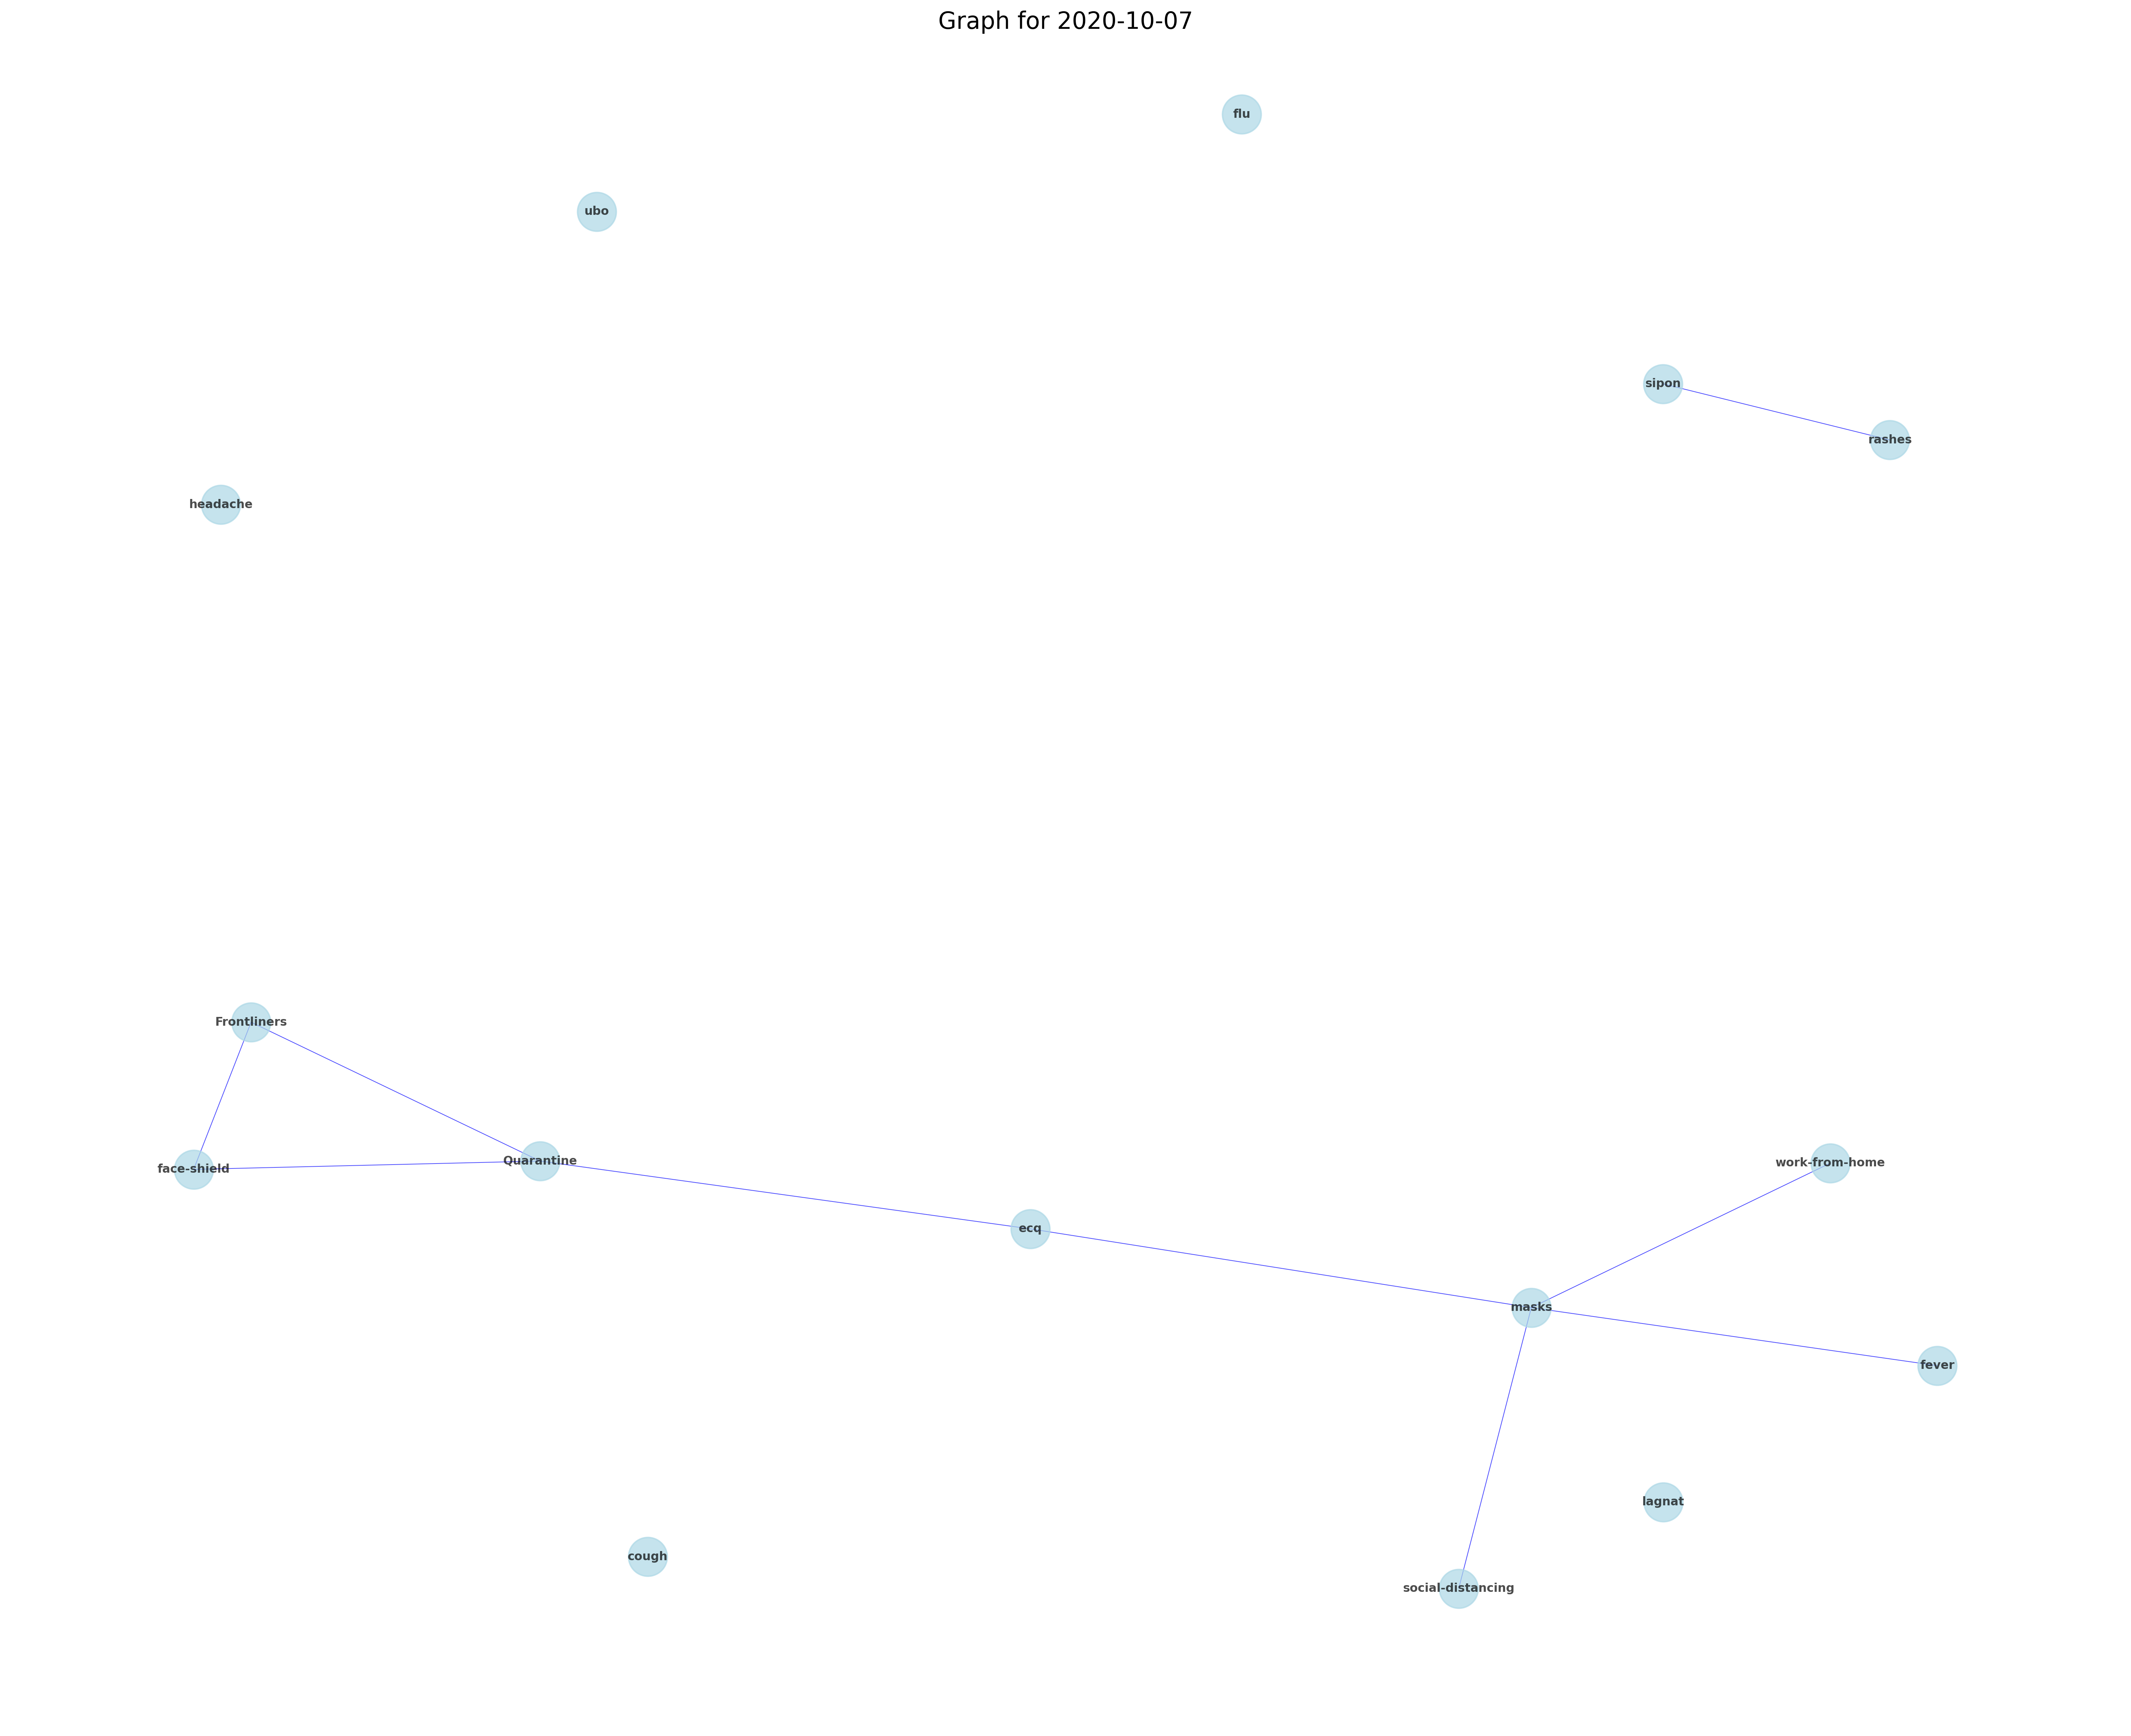 Graph for 2020-10-07
flu
ubo
sipon
rashes
headache
Frontliners
face-shield
Quarantine
work-from-home
ecq
masks
fever
lagnat
cough
social-distancing